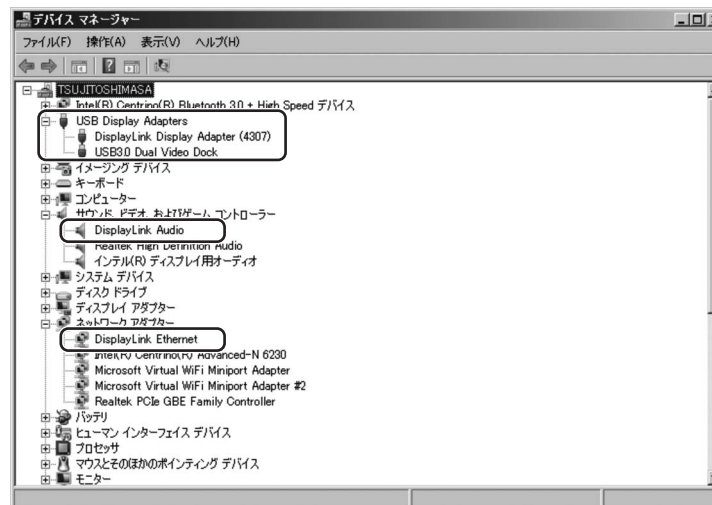 デバイス マネージャー
ファイル(F) 操作(A) 表示(V) ヘルプ(H)
TSUJITOSHIMASA
Intel(R) Centrino(R) Bluetooth 3.0 + High Speed デバイス
USB Display Adapters
DisplayLink Display Adapter (4307)
USB3.0 Dual Video Dock
イメージング デバイス
キーボード
コンピューター
サウンド、ビデオ、およびゲーム コントローラー
DisplayLink Audio
Realtek High Definition Audio
インテル(R) ディスプレイ用オーディオ
システム デバイス
ディスク ドライブ
ディスプレイ アダプター
ネットワーク アダプター
DisplayLink Ethernet
Intel(R) Centrino(R) Advanced-N 6230
Microsoft Virtual WiFi Miniport Adapter
Microsoft Virtual WiFi Miniport Adapter #2
Realtek PCIe GBE Family Controller
バッテリ
ヒューマン インターフェイス デバイス
プロセッサ
マウスとそのほかのポインティング デバイス
モニター